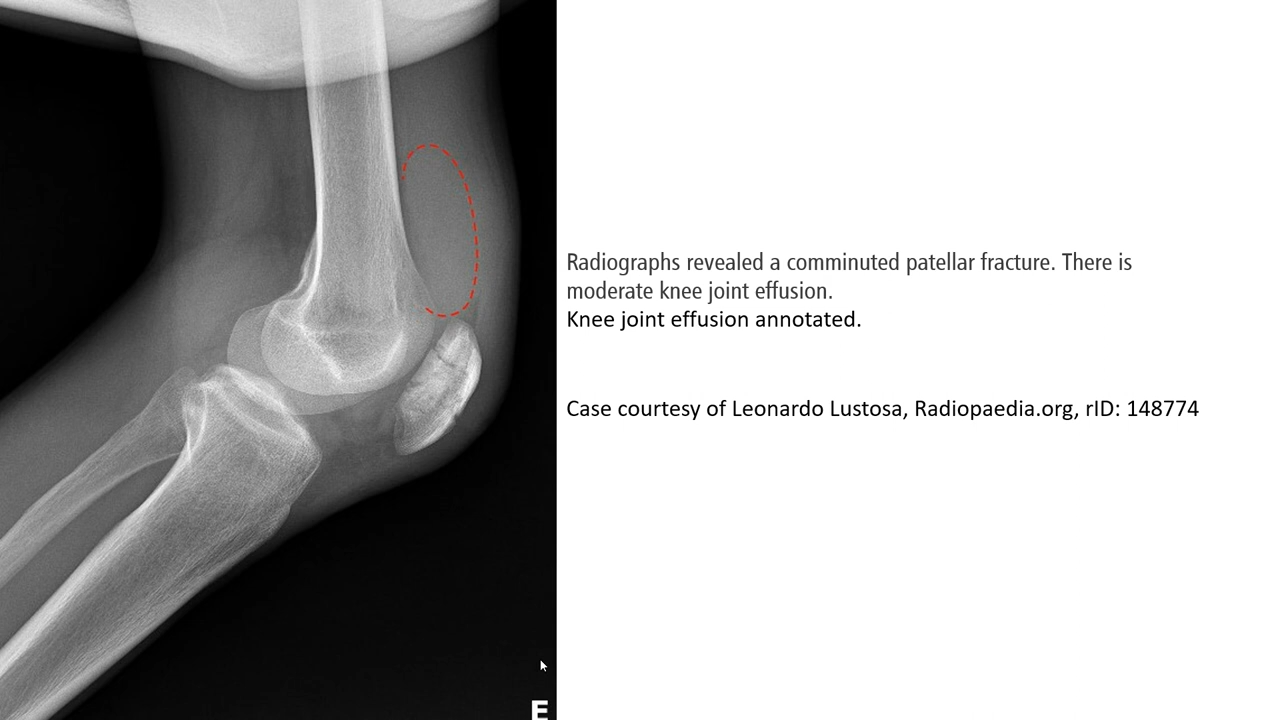 Radiographs revealed a comminuted patellar fracture. There is
moderate knee joint effusion.
Knee joint effusion annotated.
Case courtesy of Leonardo Lustosa, Radiopaedia.org, rID: 148774
E